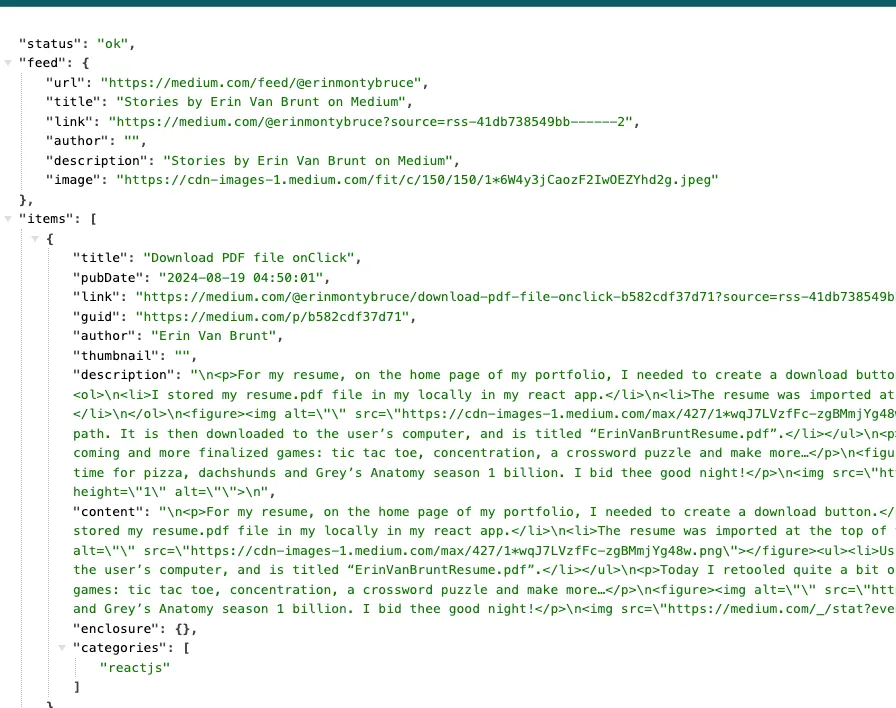 "status": "ok",
"feed": {
"url": "https://medium.com/feed/@erinmontybruce",
"title": "Stories by Erin Van Brunt on Medium",
"link": "https://medium.com/@erinmontybruce?source=rss-41db738549bb------2",
"author": "",
"description": "Stories by Erin Van Brunt on Medium",
"image": "https://cdn-images-1.medium.com/fit/c/150/150/1*6W4y3jCaozF2IwOEZYhd2g.jpeg"
},
"items": [
{
"title": "Download PDF file onClick",
"pubDate": "2024-08-19 04:50:01",
"link": "https://medium.com/@erinmontybruce/download-pdf-file-onclick-b582cdf37d71?source=rss-41db738549b
"guid": "https://medium.com/p/b582cdf37d71",
"author": "Erin Van Brunt",
"thumbnail": "",
"description": "\n<p>For my resume, on the home page of my portfolio, I needed to create a download butto
<ol>\n<li>I stored my resume.pdf file in my locally in my react app.</li>\n<li>The resume was imported at
</li>\n</ol>\n<figure><img alt=\"\" src=\"https://cdn-images-1.medium.com/max/427/1*wqJ7LVzfFc-zgBMmjYg48w
path. It is then downloaded to the user’s computer, and is titled “ErinVanBruntResume.pdf”.</li></ul>\n<p>
coming and more finalized games: tic tac toe, concentration, a crossword puzzle and make more…</p>\n<figu
time for pizza, dachshunds and Grey’s Anatomy season 1 billion. I bid thee good night!</p>\n<img src=\"ht
height=\"1\" alt=\"\">\n",
"content": "\n<p>For my resume, on the home page of my portfolio, I needed to create a download button.</
stored my resume.pdf file in my locally in my react app.</li>\n<li>The resume was imported at the top of
alt=\"\" src=\"https://cdn-images-1.medium.com/max/427/1*wqJ7LVzfFc-zgBMmjYg48w.png\"></figure><ul><li>Us
the user’s computer, and is titled “ErinVanBruntResume.pdf”.</li></ul>\n<p>Today I retooled quite a bit o
games: tic tac toe, concentration, a crossword puzzle and make more…</p>\n<figure><img alt=\"\" src=\"htt
and Grey’s Anatomy season 1 billion. I bid thee good night!</p>\n<img src=\"https://medium.com/_/stat?eve
"enclosure": {},
"categories": [
"reactjs"
]
}